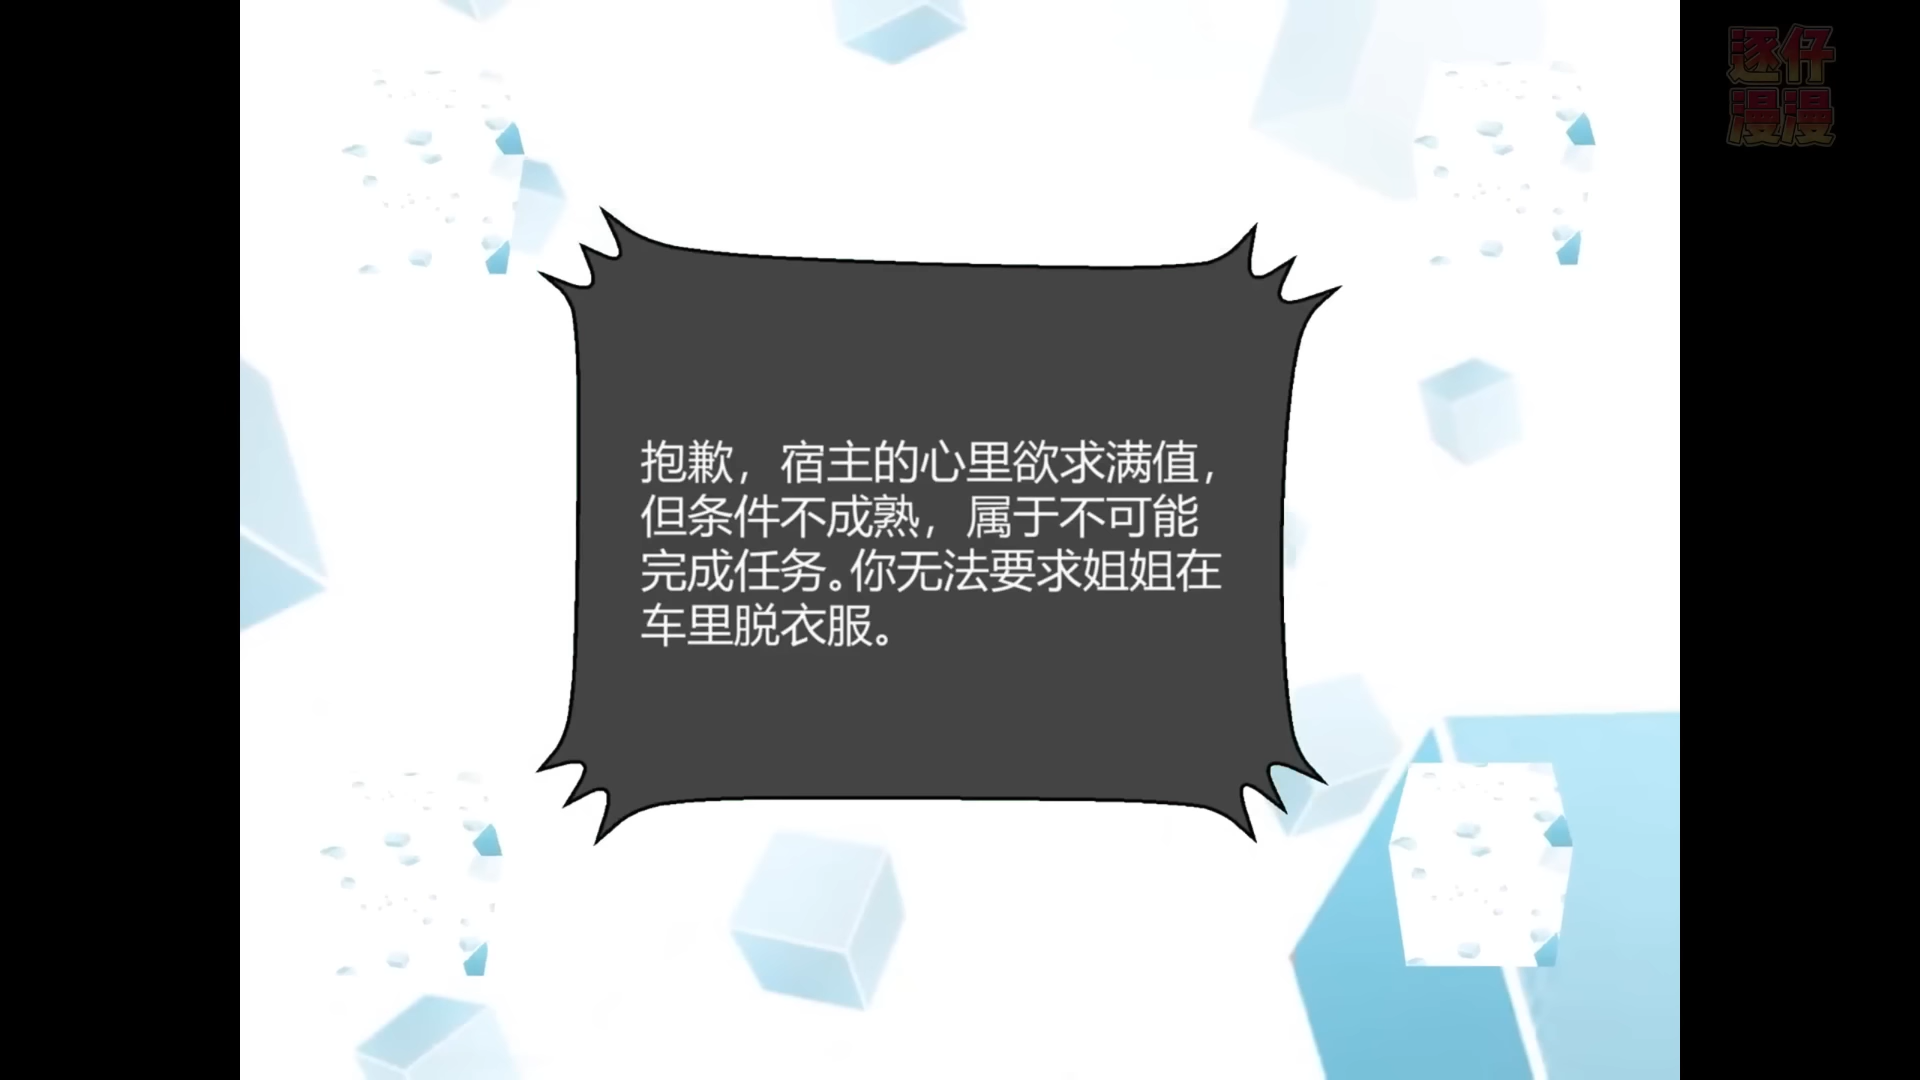 逐仔
漫漫
抱歉，宿主的心里欲求满值，
但条件不成熟，属于不可能
完成任务。你无法要求姐姐在
车里脱衣服。